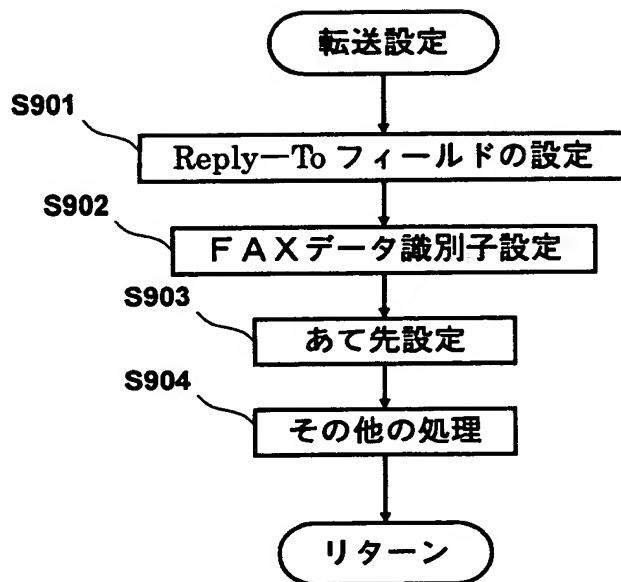 転送設定
S901
Reply－To フィールドの設定
S902
ＦＡＸデータ識別子設定
S903
あて先設定
S904
その他の処理
リターン